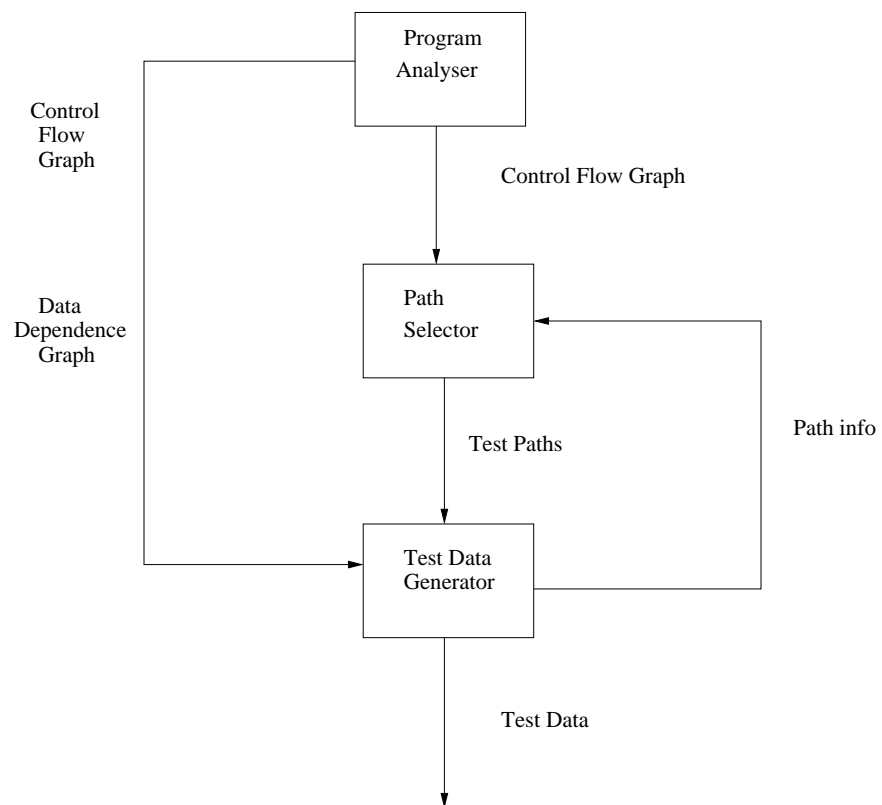 Program
Analyser
Control
Flow
Graph
Control Flow Graph
Data
Dependence
Graph
Path
Selector
Path info
Test Paths
Test Data
Generator
Test Data